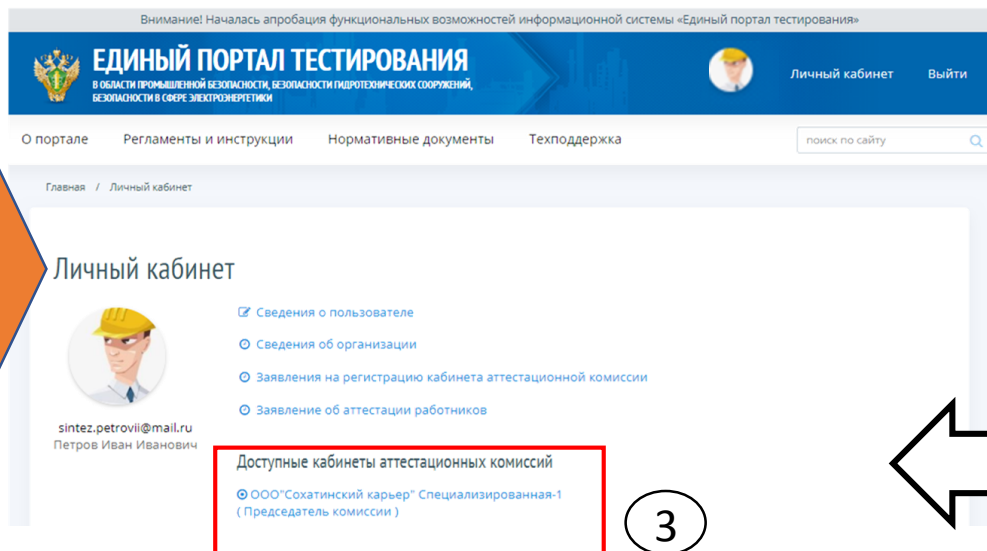 Внимание! Началась апробация функциональных возможностей информационной системы «Единый портал тестирования»
ЕДИНЫЙ ПОРТАЛ ТЕСТИРОВАНИЯ
В ОБЛАСТИ ПРОМЫШЛЕННОЙ БЕЗОПАСНОСТИ, БЕЗОПАСНОСТИ ГИДРОТЕХНИЧЕСКИХ СООРУЖЕНИЙ,
БЕЗОПАСНОСТИ В СФЕРЕ ЭЛЕКТРОЭНЕРГЕТИКИ
Личный кабинет Выйти
О портале Регламенты и инструкции Нормативные документы Техподдержка поиск по сайту
Главная / Личный кабинет
Личный кабинет
Сведения о пользователе
Сведения об организации
Заявления на регистрацию кабинета аттестационной комиссии
Заявление об аттестации работников
sintez.petrovii@mail.ru
Петров Иван Иванович
Доступные кабинеты аттестационных комиссий
ООО"Сохатинский карьер" Специализированная-1
( Председатель комиссии )
3